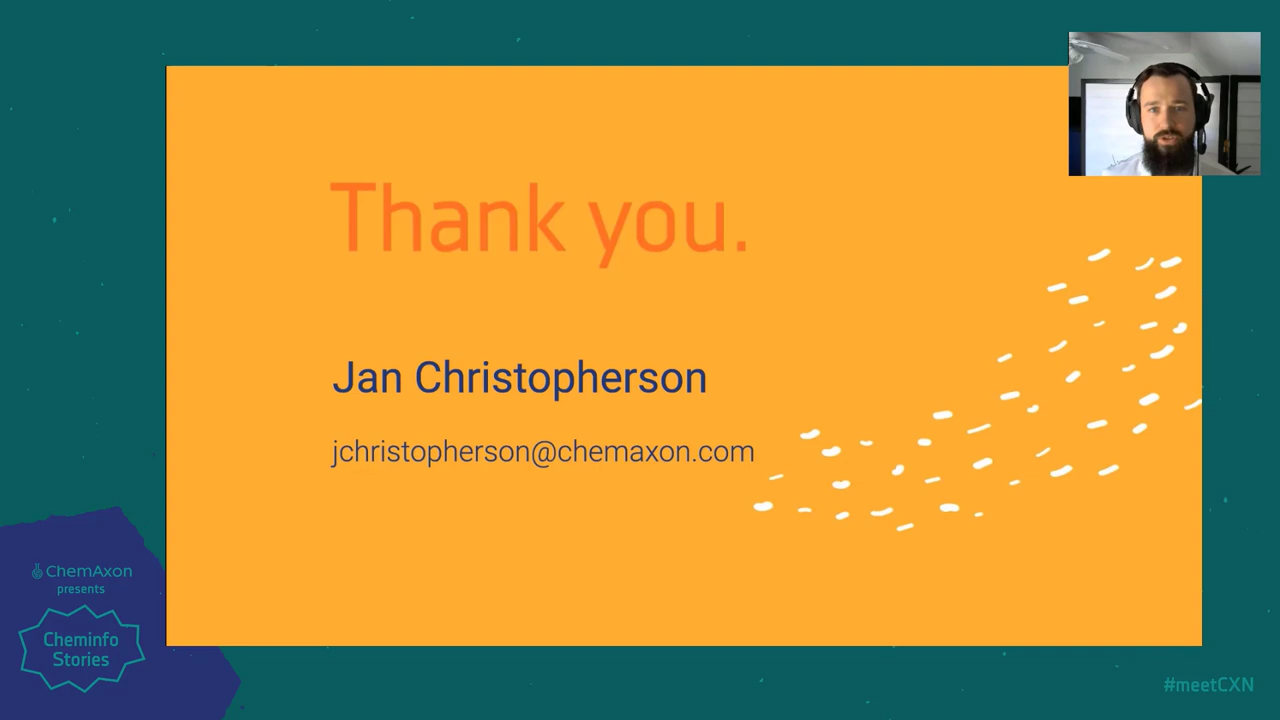 Thank you.
Jan Christopherson
jchristopherson@chemaxon.com
ChemAxon
presents
Cheminfo
Stories
#meetCXN